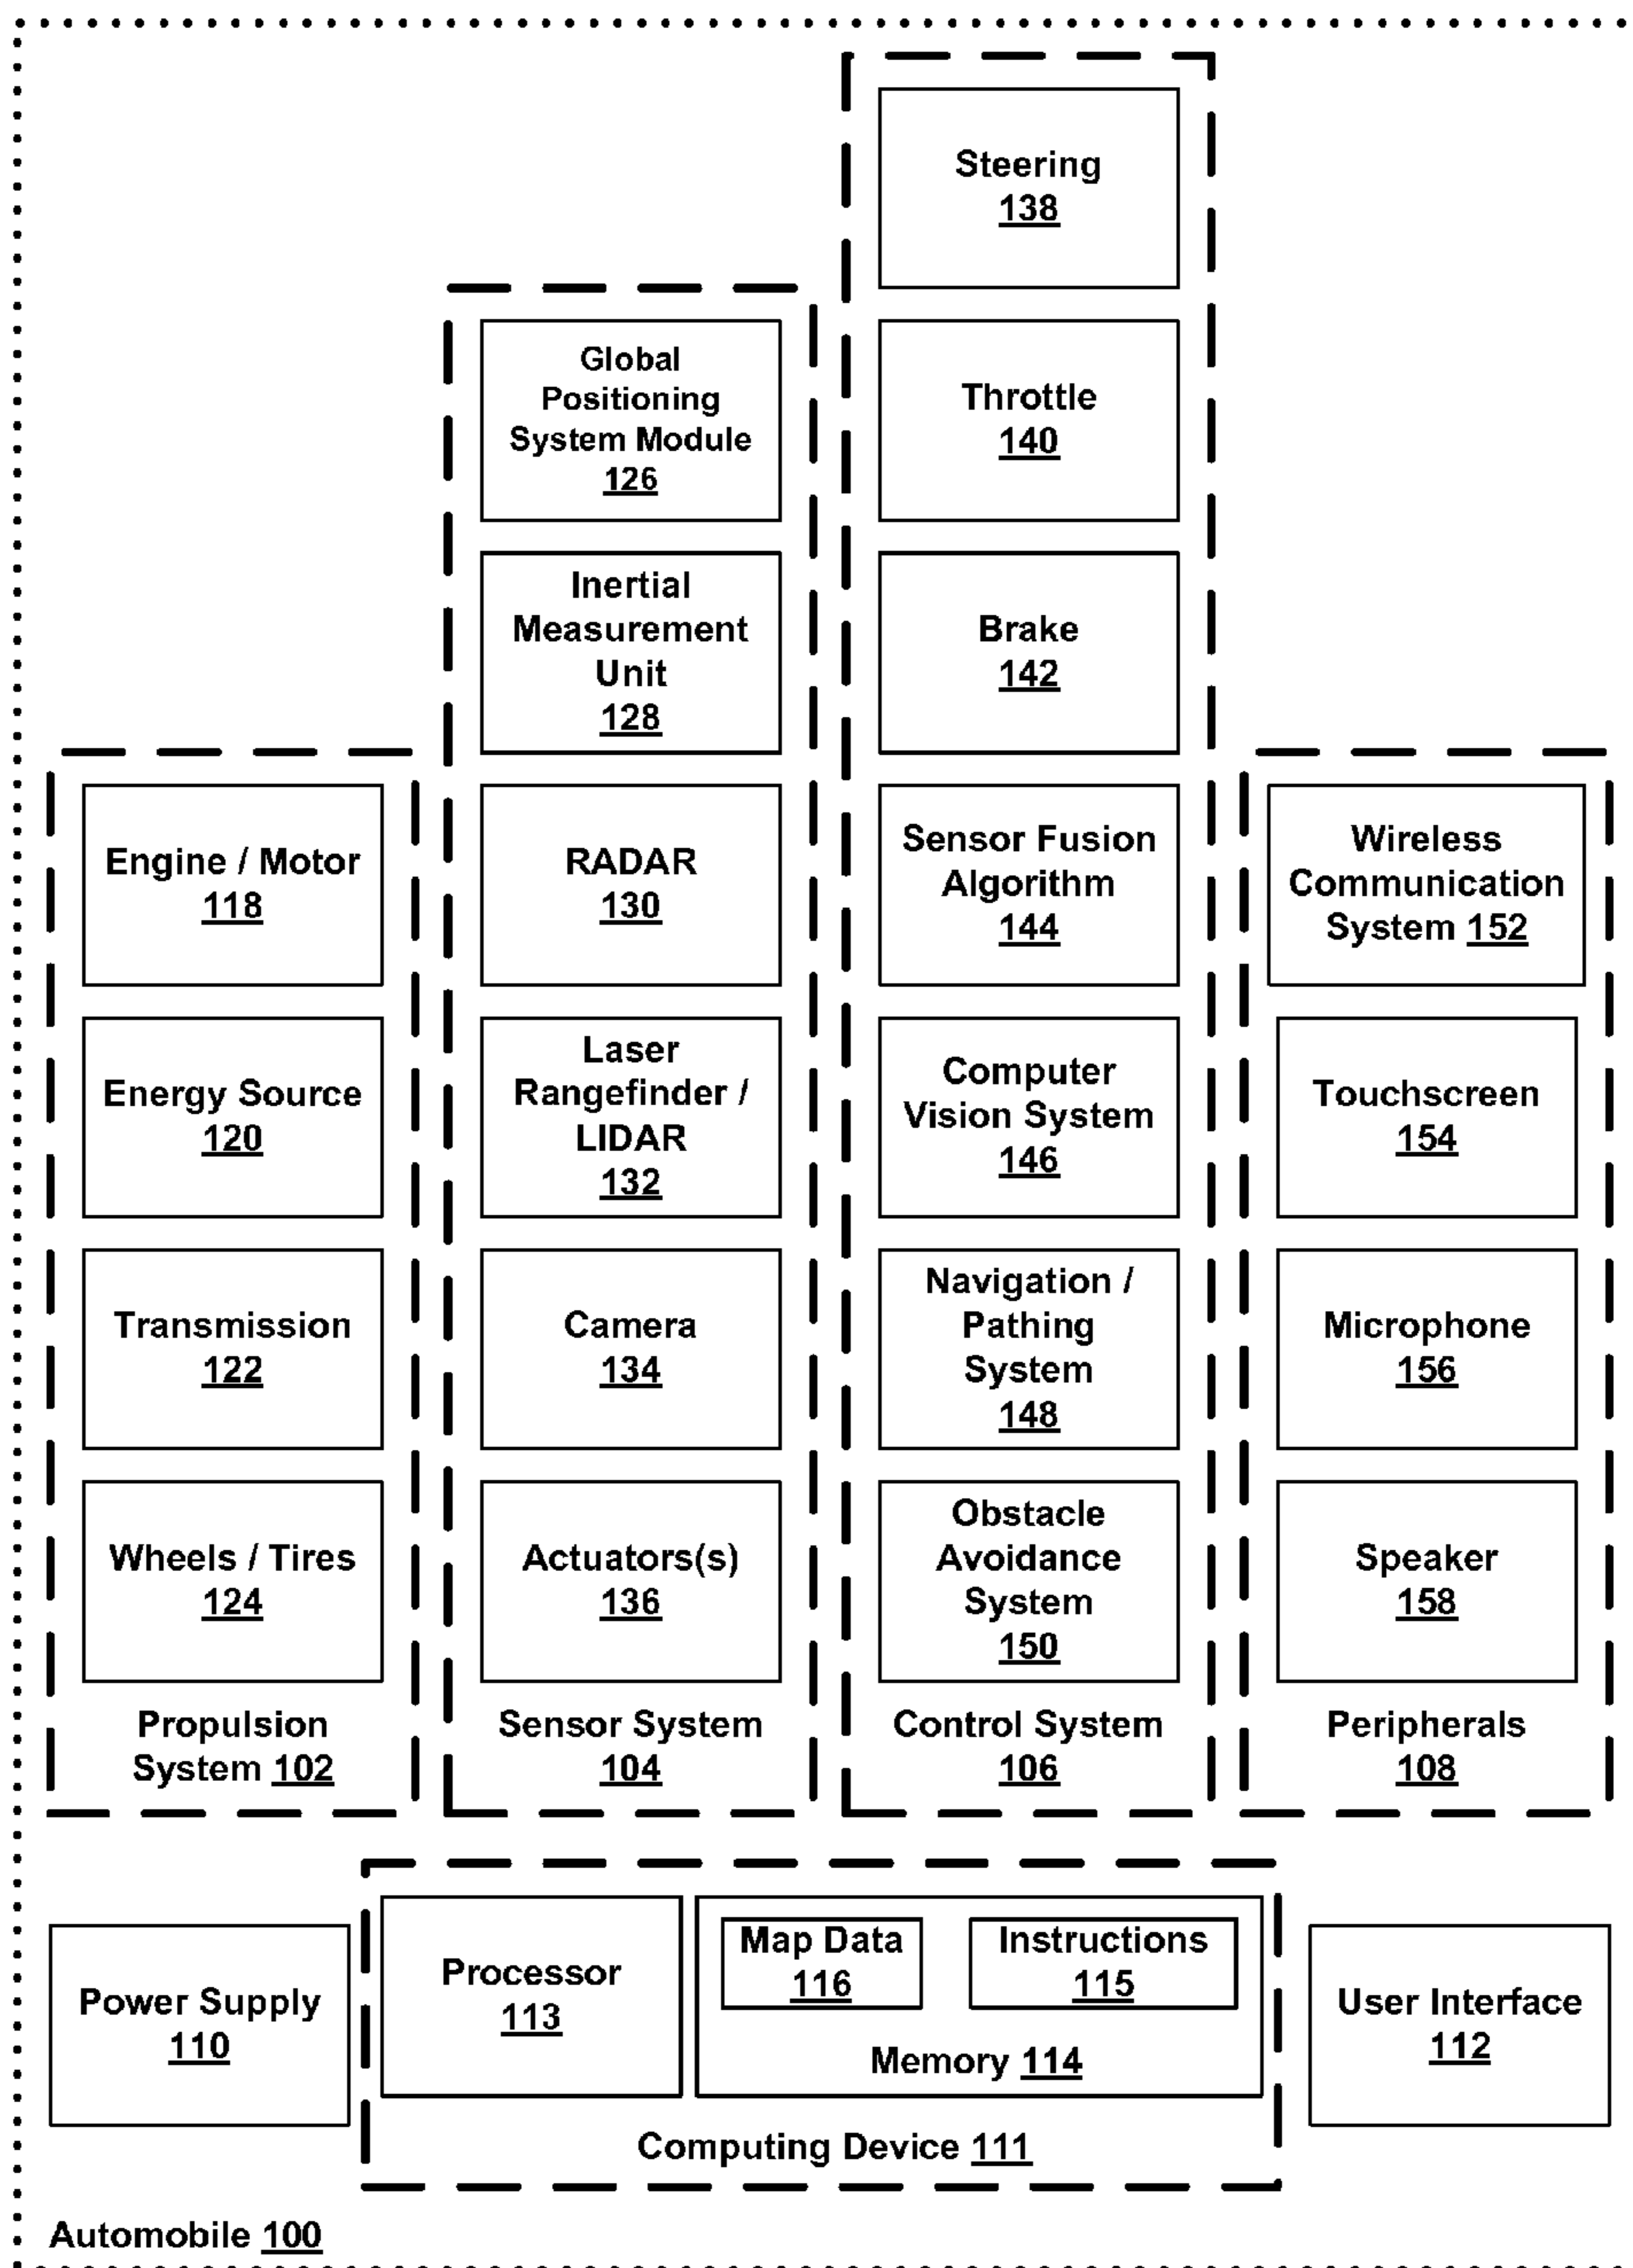 Steering
138
Global
Positioning
System Module
126
Throttle
140
Inertial
Measurement
Unit
128
Brake
142
Engine / Motor
118
RADAR
130
Sensor Fusion
Algorithm
144
Wireless
Communication
System 152
Energy Source
120
Laser
Rangefinder /
LIDAR
132
Computer
Vision System
146
Touchscreen
154
Transmission
122
Camera
134
Navigation /
Pathing
System
148
Microphone
156
Wheels / Tires
124
Actuators(s)
136
Obstacle
Avoidance
System
150
Speaker
158
Propulsion
System 102
Sensor System
104
Control System
106
Peripherals
108
Power Supply
110
Processor
113
Map Data
116
Instructions
115
Memory 114
Computing Device 111
User Interface
112
Automobile 100